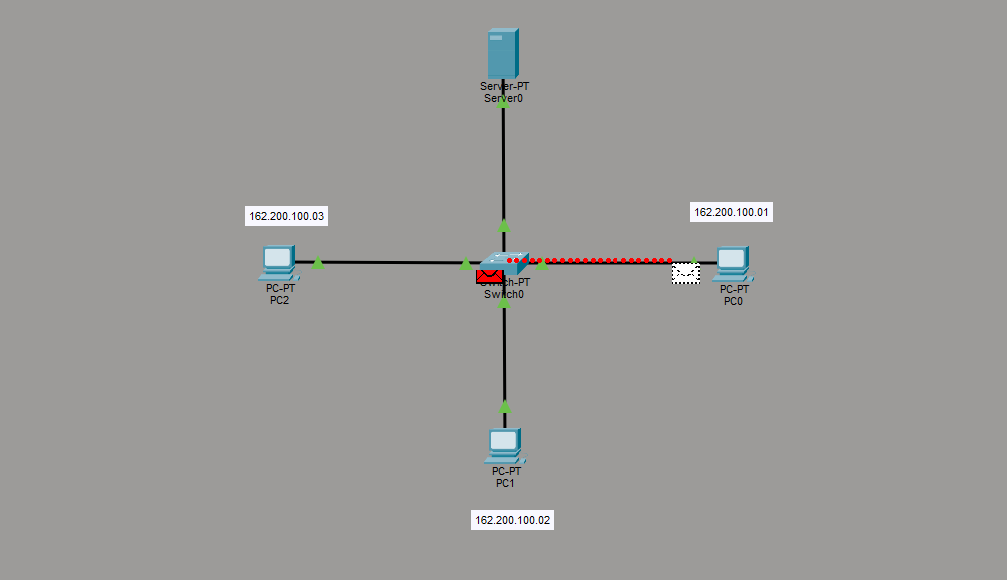 Server-PT
Server0
162.200.100.03
162.200.100.01
PC-PT
PC2
Switch-PT
Switch0
PC-PT
PC0
PC-PT
PC1
162.200.100.02